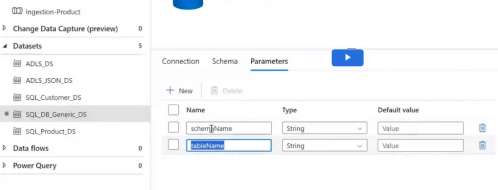 Ingestion-Product
Change Data Capture (preview) 0
Datasets 5
ADLS_DS
ADLS_JSON_DS
SQL_Customer_DS
SQL_DB_Generic_DS
SQL_Product_DS
Data flows 0
Power Query 0
Connection Schema Parameters
New Delete
Name Type Default value
schemaName String Value
tableName String Value